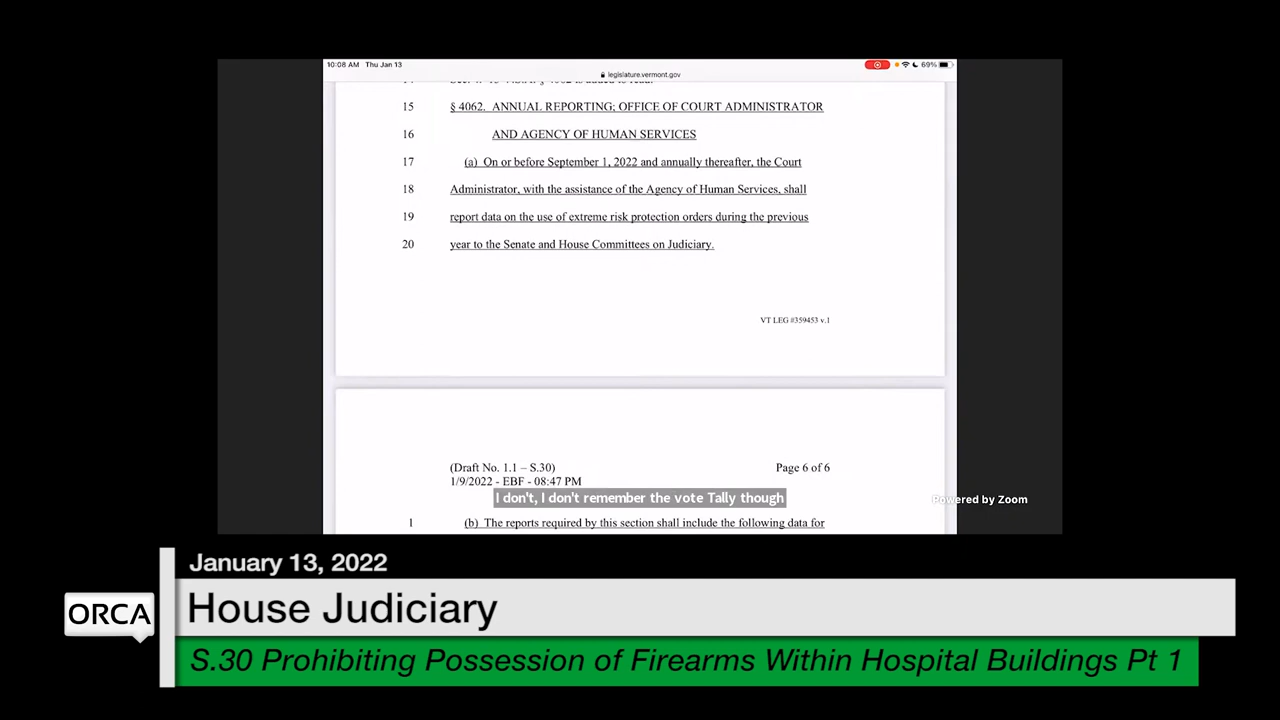 10:08 AM Thu Jan 13
69%
legislature.vermont.gov
15 § 4062. ANNUAL REPORTING; OFFICE OF COURT ADMINISTRATOR
16 AND AGENCY OF HUMAN SERVICES
17 (a) On or before September 1, 2022 and annually thereafter, the Court
18 Administrator, with the assistance of the Agency of Human Services, shall
19 report data on the use of extreme risk protection orders during the previous
20 year to the Senate and House Committees on Judiciary.
VT LEG #359453 v.1
(Draft No. 1.1 – S.30) Page 6 of 6
1/9/2022 - EBF - 08:47 PM
I don't, I don't remember the vote Tally though
Powered by Zoom
1 (b) The reports required by this section shall include the following data for
January 13, 2022
ORCA
House Judiciary
S.30 Prohibiting Possession of Firearms Within Hospital Buildings Pt 1